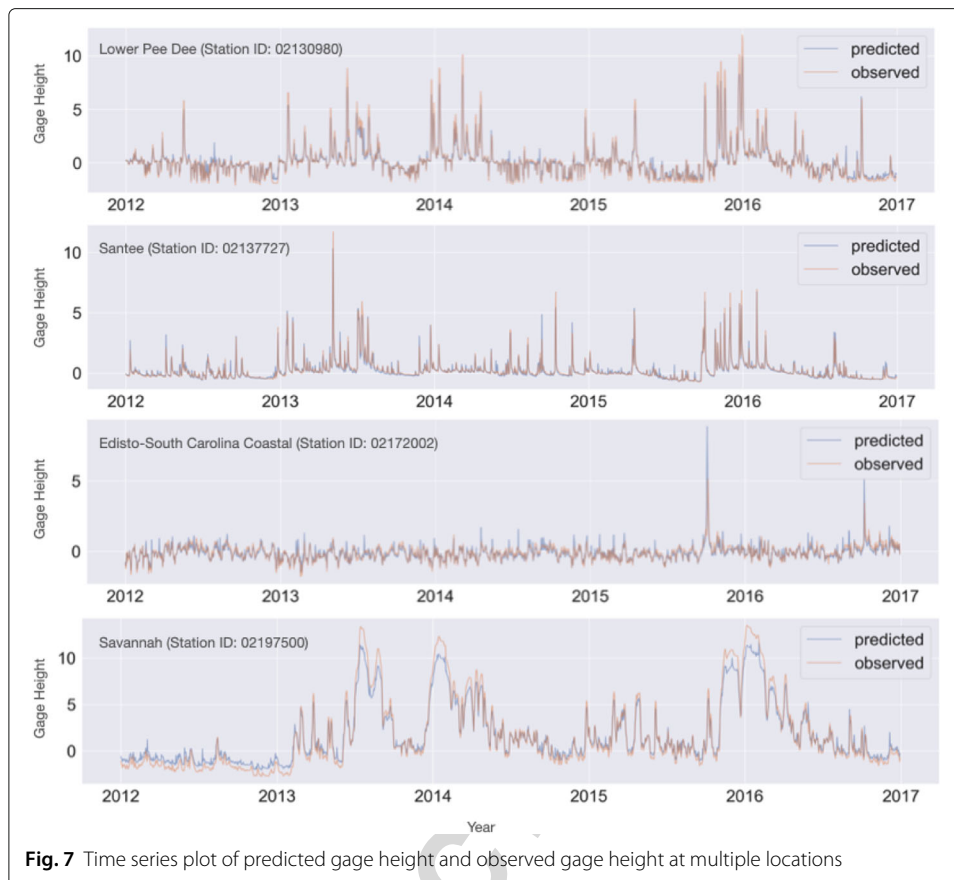 Lower Pee Dee (Station ID: 02130980)
predicted
observed
Gage Height
10
5
0
2012 2013 2014 2015 2016 2017
Santee (Station ID: 02137727)
predicted
observed
Gage Height
10
5
0
2012 2013 2014 2015 2016 2017
Edisto-South Carolina Coastal (Station ID: 02172002)
predicted
observed
Gage Height
5
0
2012 2013 2014 2015 2016 2017
Savannah (Station ID: 02197500)
predicted
observed
Gage Height
10
5
0
2012 2013 2014 2015 2016 2017
Year
Fig. 7 Time series plot of predicted gage height and observed gage height at multiple locations